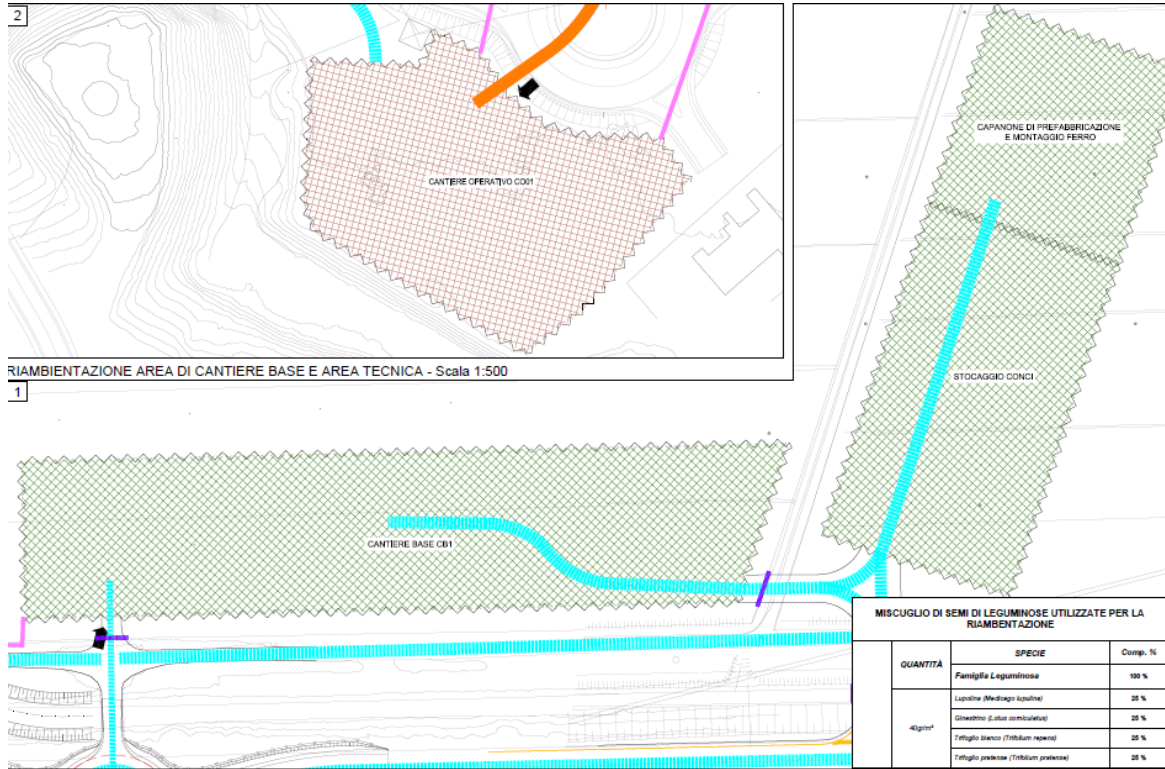 2
CANTIERE OPERATIVO CO01
CAPANONE DI PREFABBRICAZIONE
E MONTAGGIO FERRO
STOCAGGIO CONCI
RIAMBIENTAZIONE AREA DI CANTIERE BASE E AREA TECNICA - Scala 1:500
1
CANTIERE BASE CB1
MISCUGLIO DI SEMI DI LEGUMINOSE UTILIZZATE PER LA
RIAMBENTAZIONE
QUANTITÀ SPECIE Comp. %
Famiglia Leguminosa 100 %
40gr/m² Lupolina (Medicago lupulina) 25 %
Ginestrino (Lotus corniculatus) 25 %
Trifoglio bianco (Trifolium repens) 25 %
Trifoglio pratense (Trifolium pratense) 25 %